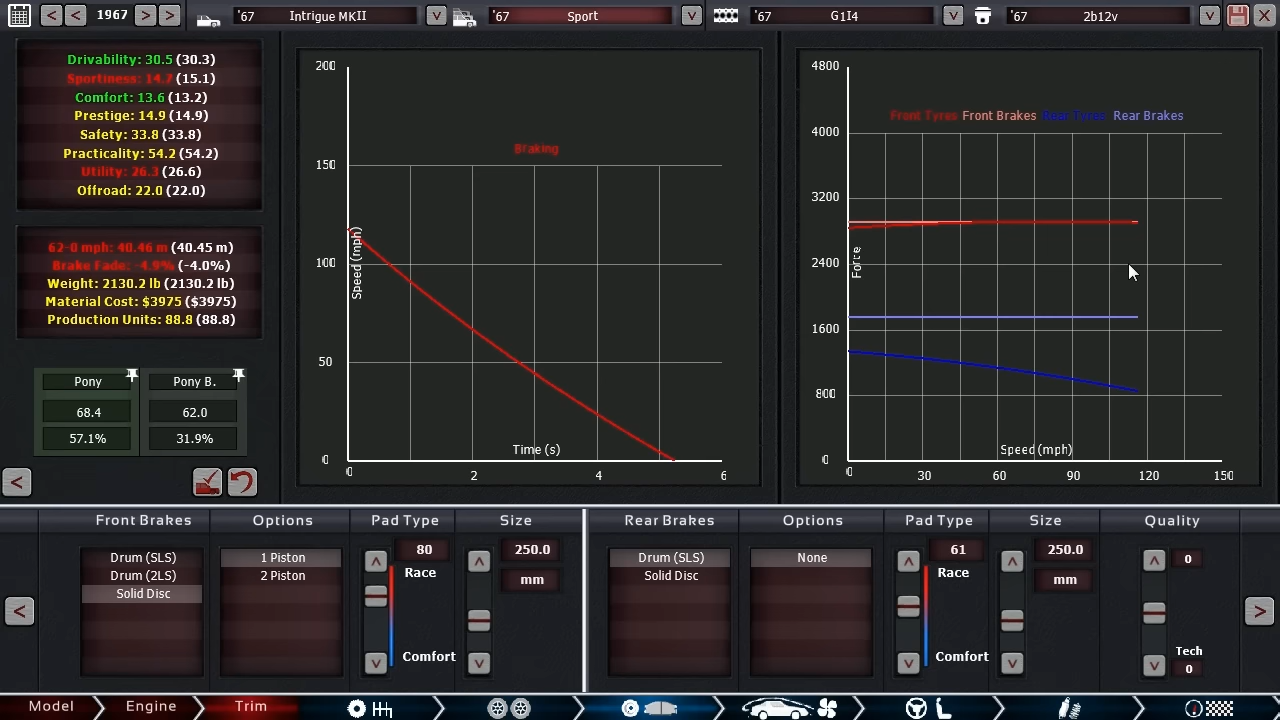 1967
'67 Intrigue MKII
'67 Sport
'67 G1I4
'67 2b12v
Drivability: 30.5 (30.3)
Sportiness: 14.7 (15.1)
Comfort: 13.6 (13.2)
Prestige: 14.9 (14.9)
Safety: 33.8 (33.8)
Practicality: 54.2 (54.2)
Utility: 26.3 (26.6)
Offroad: 22.0 (22.0)
62-0 mph: 40.46 m (40.45 m)
Brake Fade: -4.9% (-4.0%)
Weight: 2130.2 lb (2130.2 lb)
Material Cost: $3975 ($3975)
Production Units: 88.8 (88.8)
Pony Pony B.
68.4 62.0
57.1% 31.9%
200
150
100
50
0
Speed (mph)
Braking
Time (s)
0 2 4 6
4800
4000
3200
2400
1600
800
0
Force
Front Tyres Front Brakes Rear Tyres Rear Brakes
Speed (mph)
0 30 60 90 120 150
Front Brakes
Drum (SLS)
Drum (2LS)
Solid Disc
Options
1 Piston
2 Piston
Pad Type
80
Race
Comfort
Size
250.0
mm
Rear Brakes
Drum (SLS)
Solid Disc
Options
None
Pad Type
61
Race
Comfort
Size
250.0
mm
Quality
0
Tech
0
Model Engine Trim